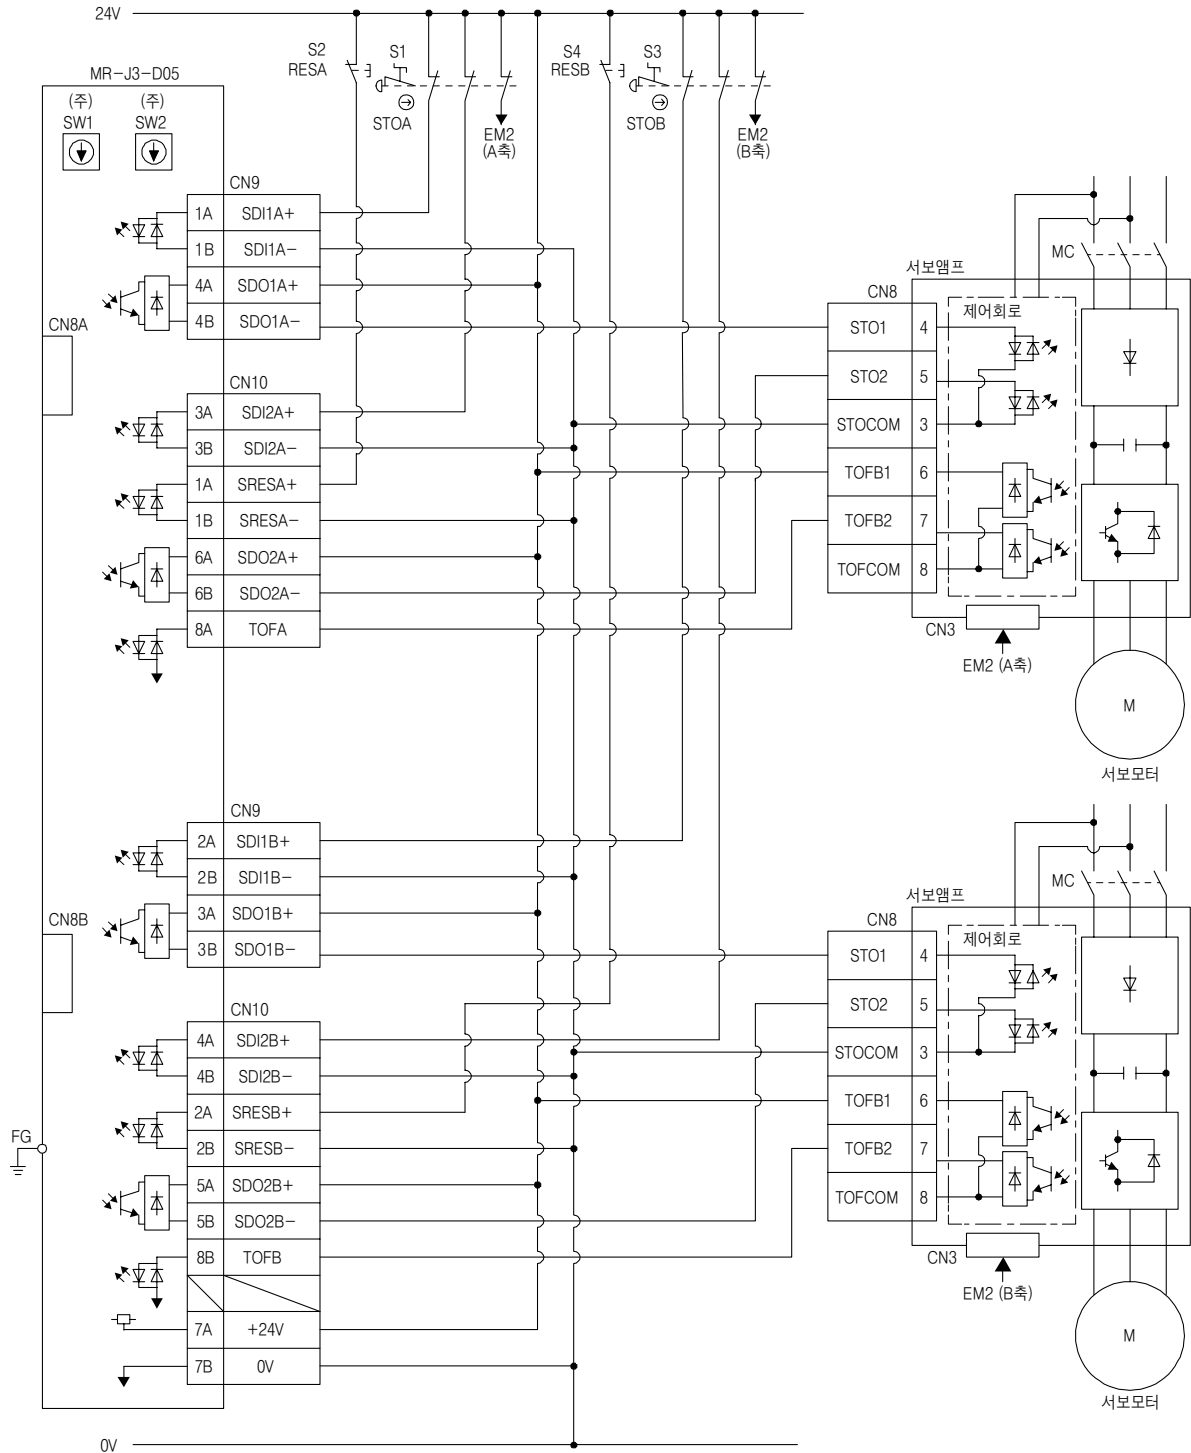 24V
S2
RESA
S1
STOA
EM2
(A축)
S4
RESB
S3
STOB
EM2
(B축)
MR-J3-D05
(주)
SW1
(주)
SW2
CN9
1A SDI1A+
1B SDI1A-
4A SDO1A+
4B SDO1A-
CN8A
CN10
3A SDI2A+
3B SDI2A-
1A SRESA+
1B SRESA-
6A SDO2A+
6B SDO2A-
8A TOFA
서보앰프
MC
CN8
제어회로
STO1 4
STO2 5
STOCOM 3
TOFB1 6
TOFB2 7
TOFCOM 8
CN3
EM2 (A축)
M
서보모터
CN9
2A SDI1B+
2B SDI1B-
3A SDO1B+
3B SDO1B-
CN8B
CN10
4A SDI2B+
4B SDI2B-
2A SRESB+
2B SRESB-
5A SDO2B+
5B SDO2B-
8B TOFB
7A +24V
7B 0V
FG
서보앰프
MC
CN8
제어회로
STO1 4
STO2 5
STOCOM 3
TOFB1 6
TOFB2 7
TOFCOM 8
CN3
EM2 (B축)
M
서보모터
0V